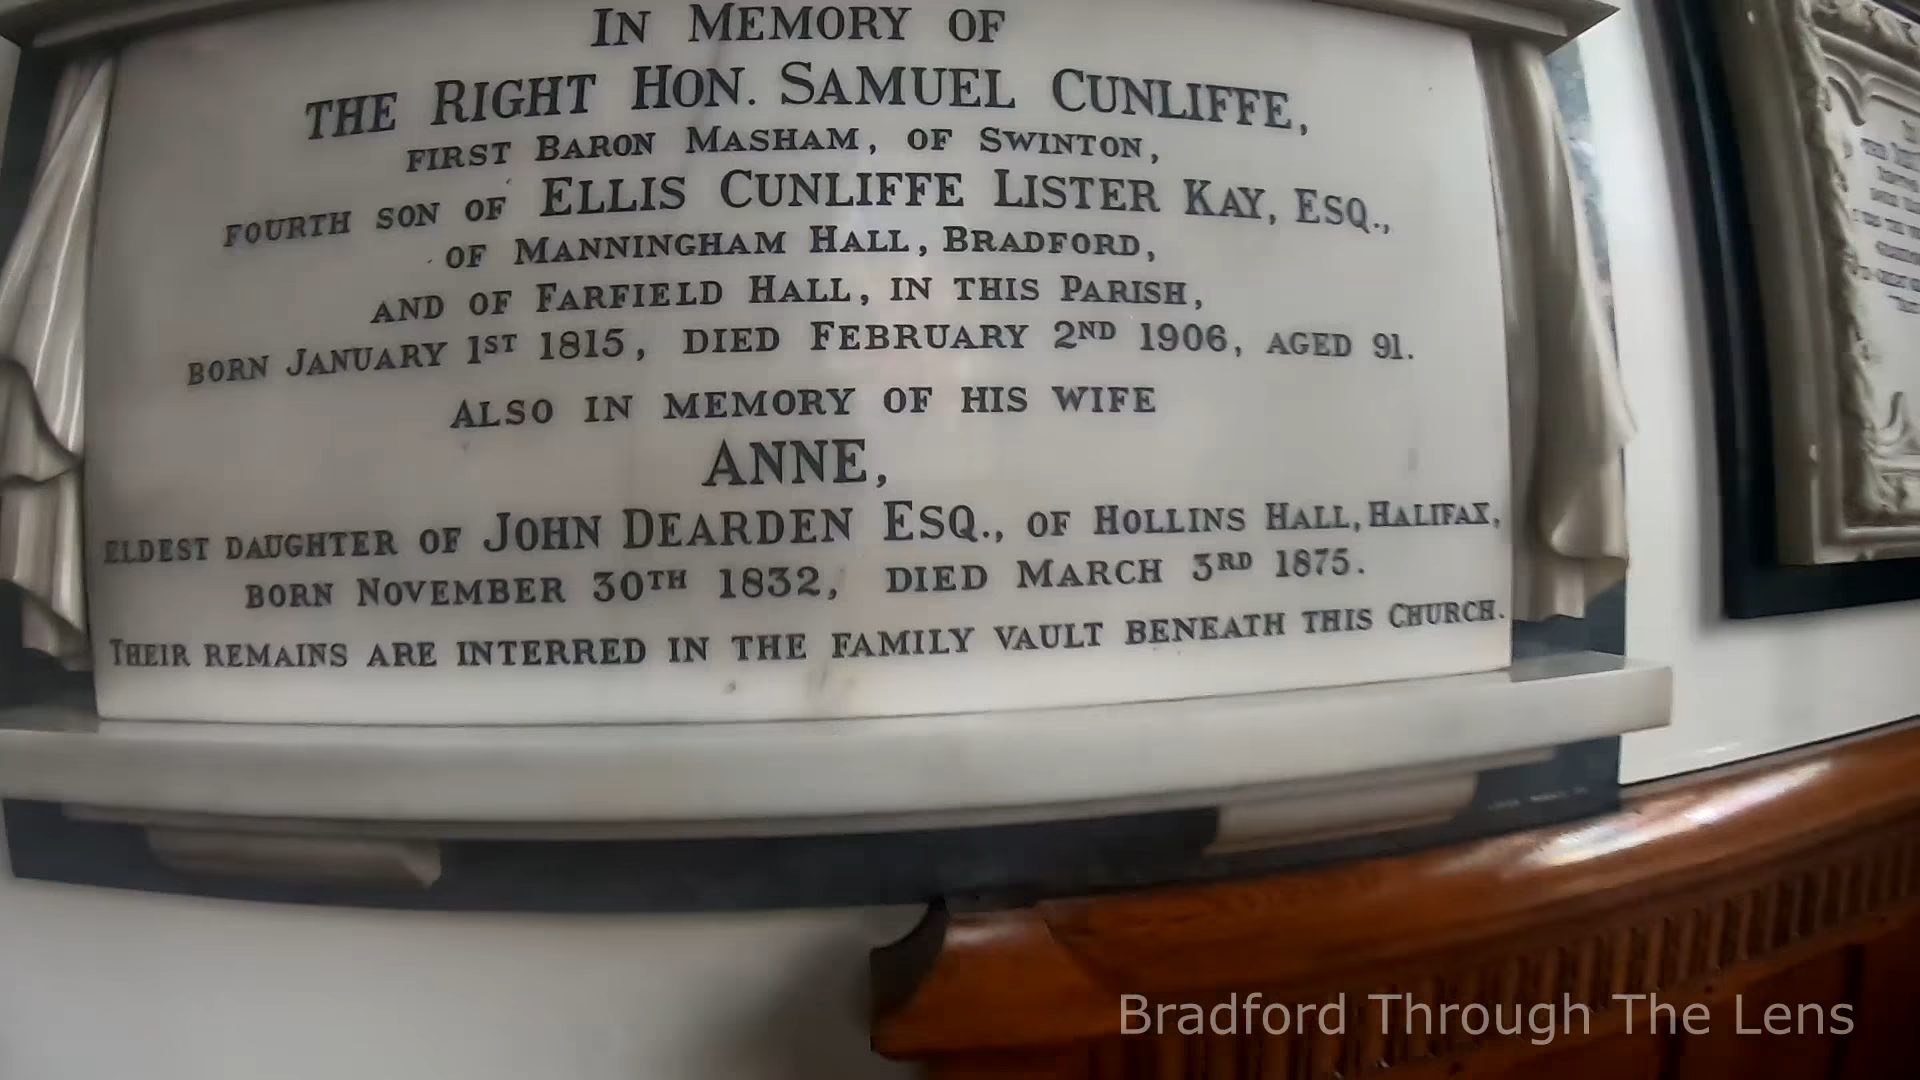 IN MEMORY OF
THE RIGHT HON. SAMUEL CUNLIFFE,
FIRST BARON MASHAM, OF SWINTON,
FOURTH SON OF ELLIS CUNLIFFE LISTER KAY, ESQ.,
OF MANNINGHAM HALL, BRADFORD,
AND OF FARFIELD HALL, IN THIS PARISH,
BORN JANUARY 1ST 1815, DIED FEBRUARY 2ND 1906, AGED 91.
ALSO IN MEMORY OF HIS WIFE
ANNE,
ELDEST DAUGHTER OF JOHN DEARDEN ESQ., OF HOLLINS HALL, HALIFAX,
BORN NOVEMBER 30TH 1832, DIED MARCH 3RD 1875.
THEIR REMAINS ARE INTERRED IN THE FAMILY VAULT BENEATH THIS CHURCH.
Bradford Through The Lens